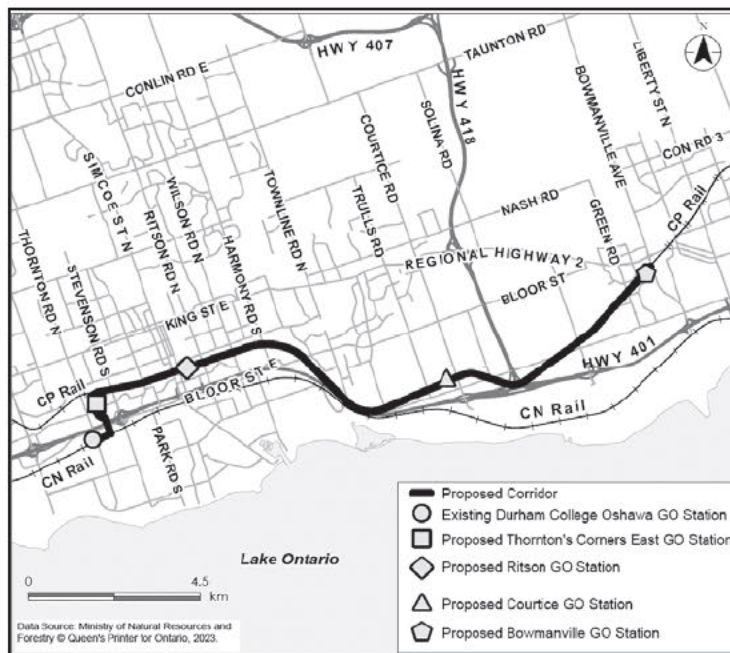 N
HWY 407
TAUNTON RD
CONLIN RD E
HWY 418
BOWMANVILLE AVE
LIBERTY ST N
SIMCOE ST N
WILSON RD N
RITSON RD N
COURTICE RD
SOLINA RD
CON RD 3
THORNTON RD N
STEVENSON RD S
HARMONY RD S
TOWNLINE RD N
TRULLS RD
NASH RD
GREEN RD
CP Rail
REGIONAL HIGHWAY 2
BLOOR ST
KING ST E
CP Rail
BLOOR ST E
HWY 401
CN Rail
PARK RD S
CN Rail
Lake Ontario
0 4.5
km
Proposed Corridor
Existing Durham College Oshawa GO Station
Proposed Thornton's Corners East GO Station
Proposed Ritson GO Station
Proposed Courtice GO Station
Proposed Bowmanville GO Station
Data Source: Ministry of Natural Resources and
Forestry © Queen's Printer for Ontario, 2023.